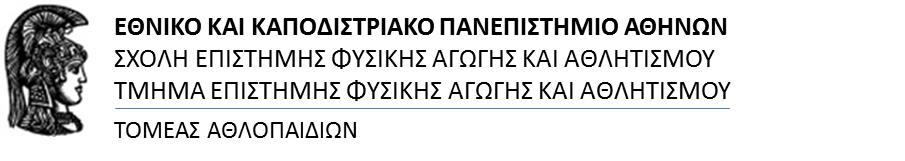 ΕΘΝΙΚΟ ΚΑΙ ΚΑΠΟΔΙΣΤΡΙΑΚΟ ΠΑΝΕΠΙΣΤΗΜΙΟ ΑΘΗΝΩΝ
ΣΧΟΛΗ ΕΠΙΣΤΗΜΗΣ ΦΥΣΙΚΗΣ ΑΓΩΓΗΣ ΚΑΙ ΑΘΛΗΤΙΣΜΟΥ
ΤΜΗΜΑ ΕΠΙΣΤΗΜΗΣ ΦΥΣΙΚΗΣ ΑΓΩΓΗΣ ΚΑΙ ΑΘΛΗΤΙΣΜΟΥ
ΤΟΜΕΑΣ ΑΘΛΟΠΑΙΔΙΩΝ